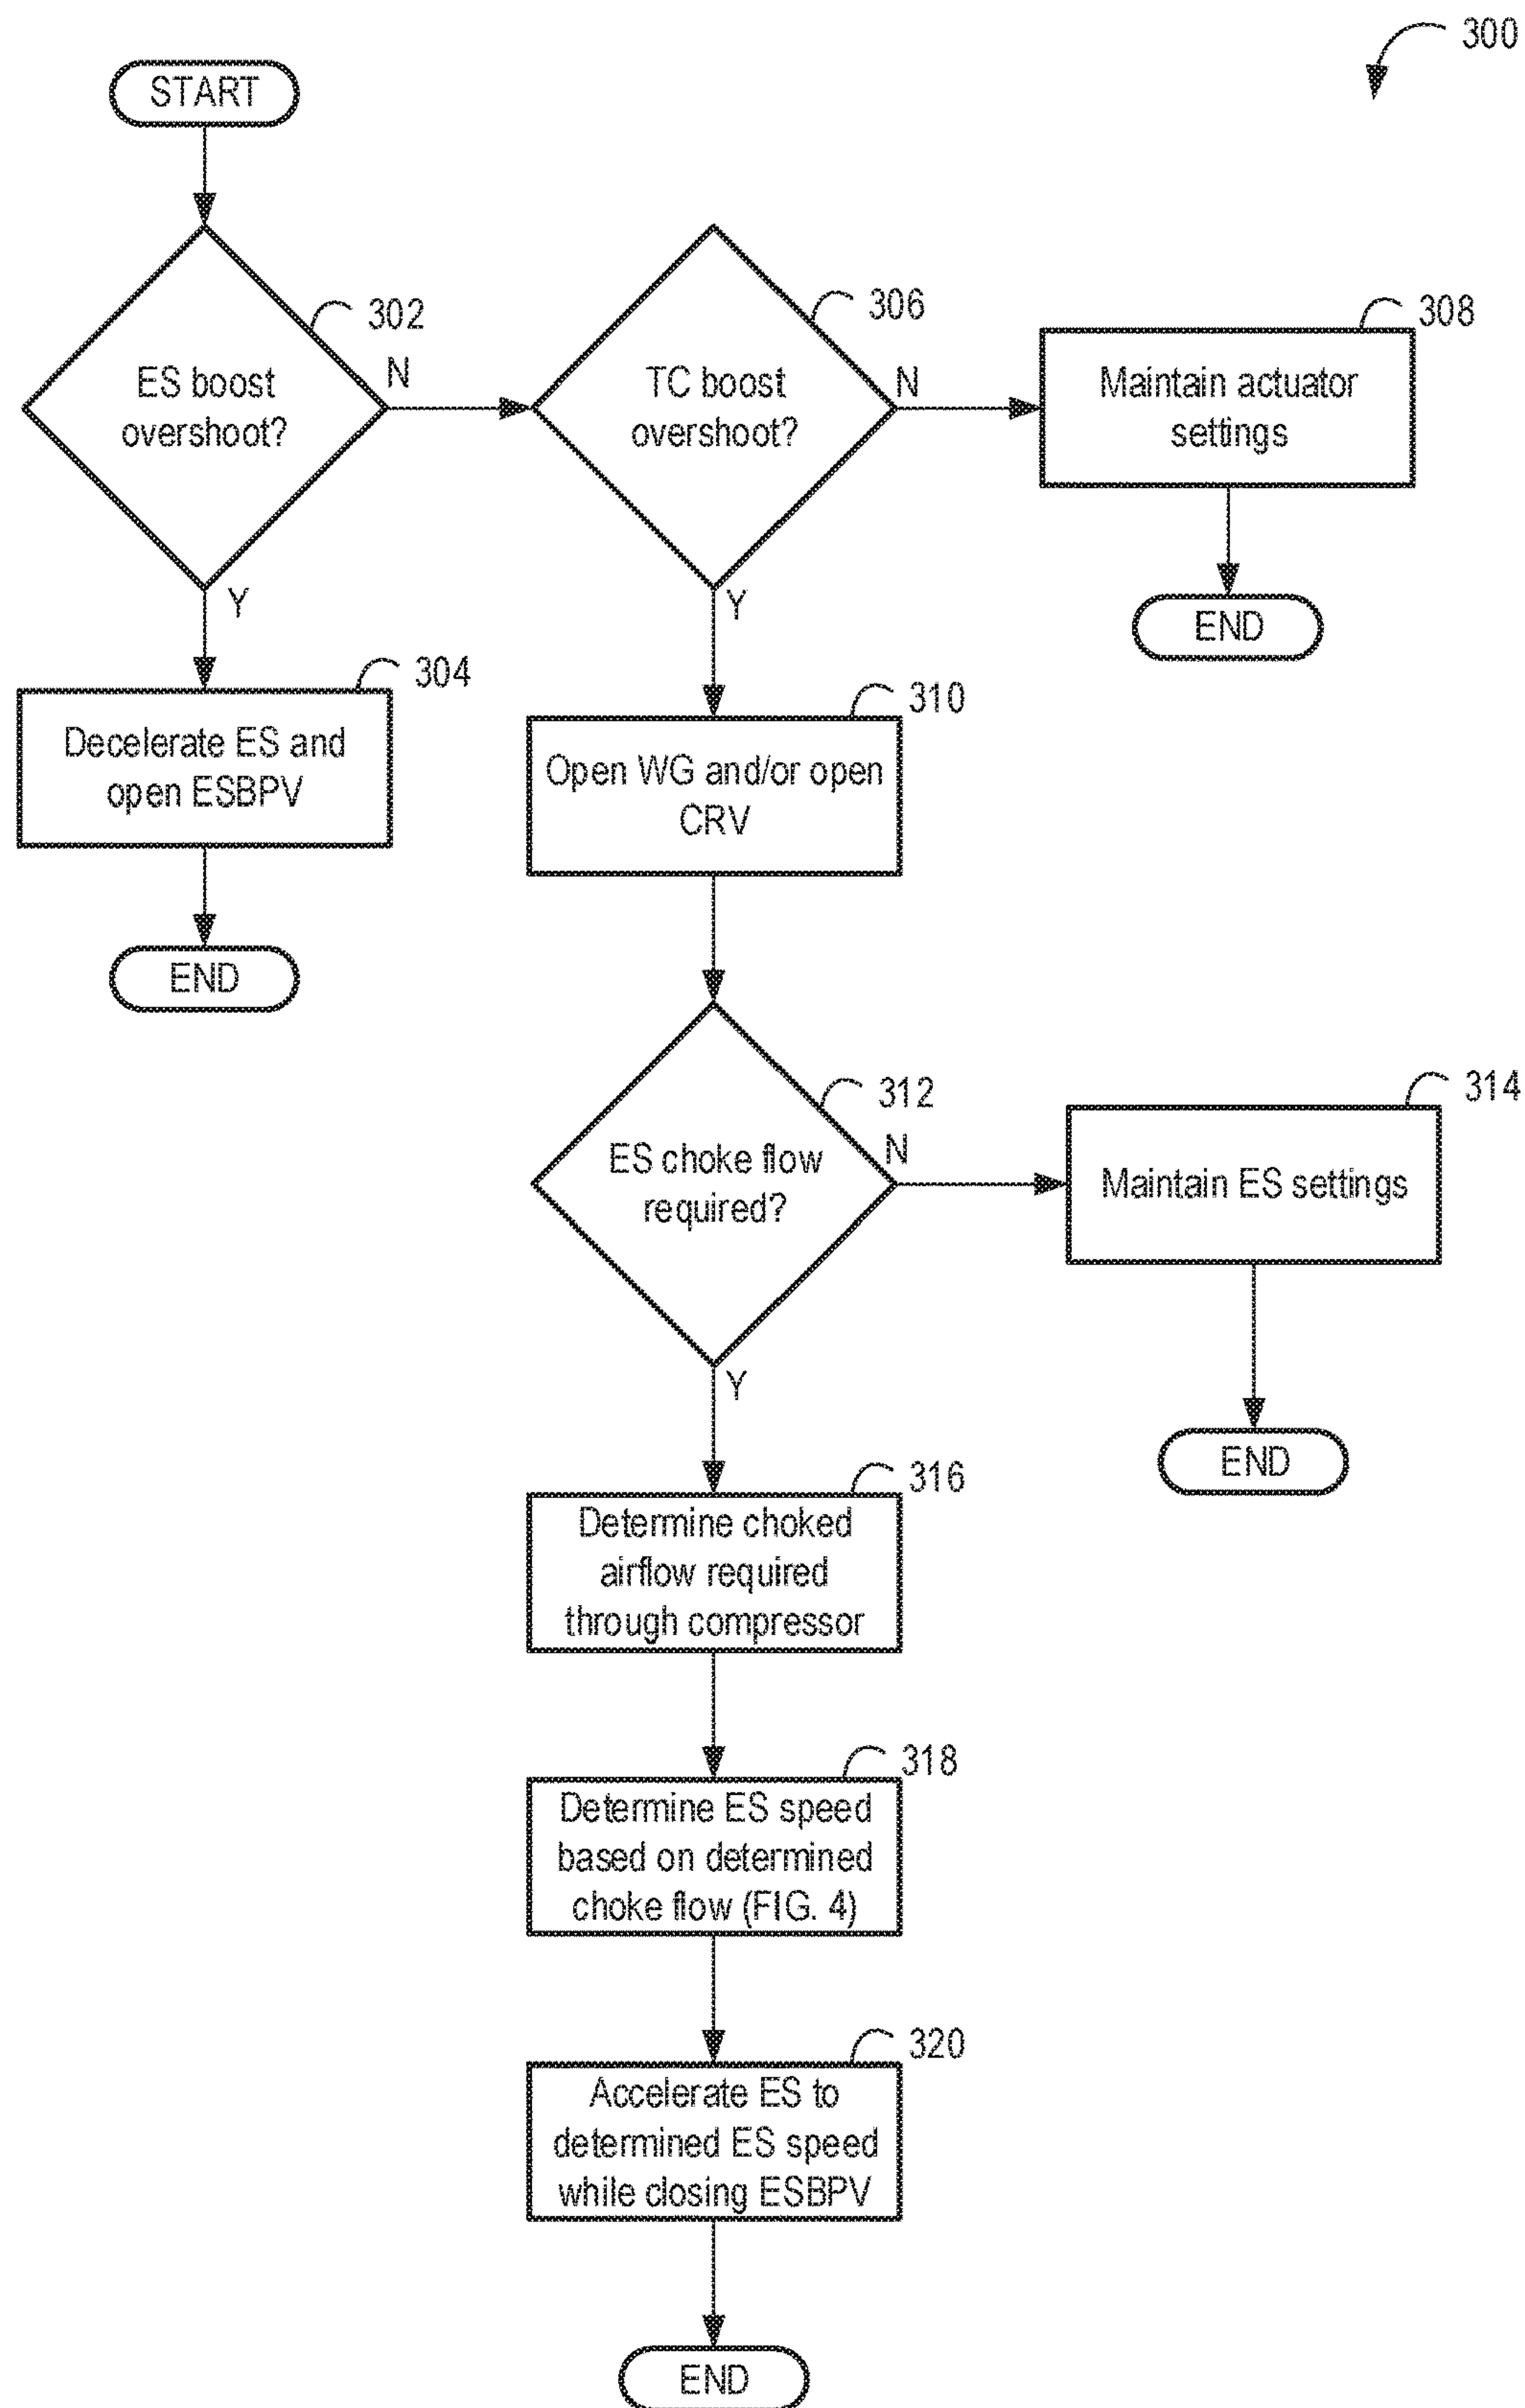 300
START
302
ES boost
overshoot?
N
Y
306
TC boost
overshoot?
N
Y
308
Maintain actuator
settings
END
304
Decelerate ES and
open ESBPV
END
310
Open WG and/or open
CRV
312
ES choke flow
required?
N
Y
314
Maintain ES settings
END
316
Determine choked
airflow required
through compressor
318
Determine ES speed
based on determined
choke flow (FIG. 4)
320
Accelerate ES to
determined ES speed
while closing ESBPV
END